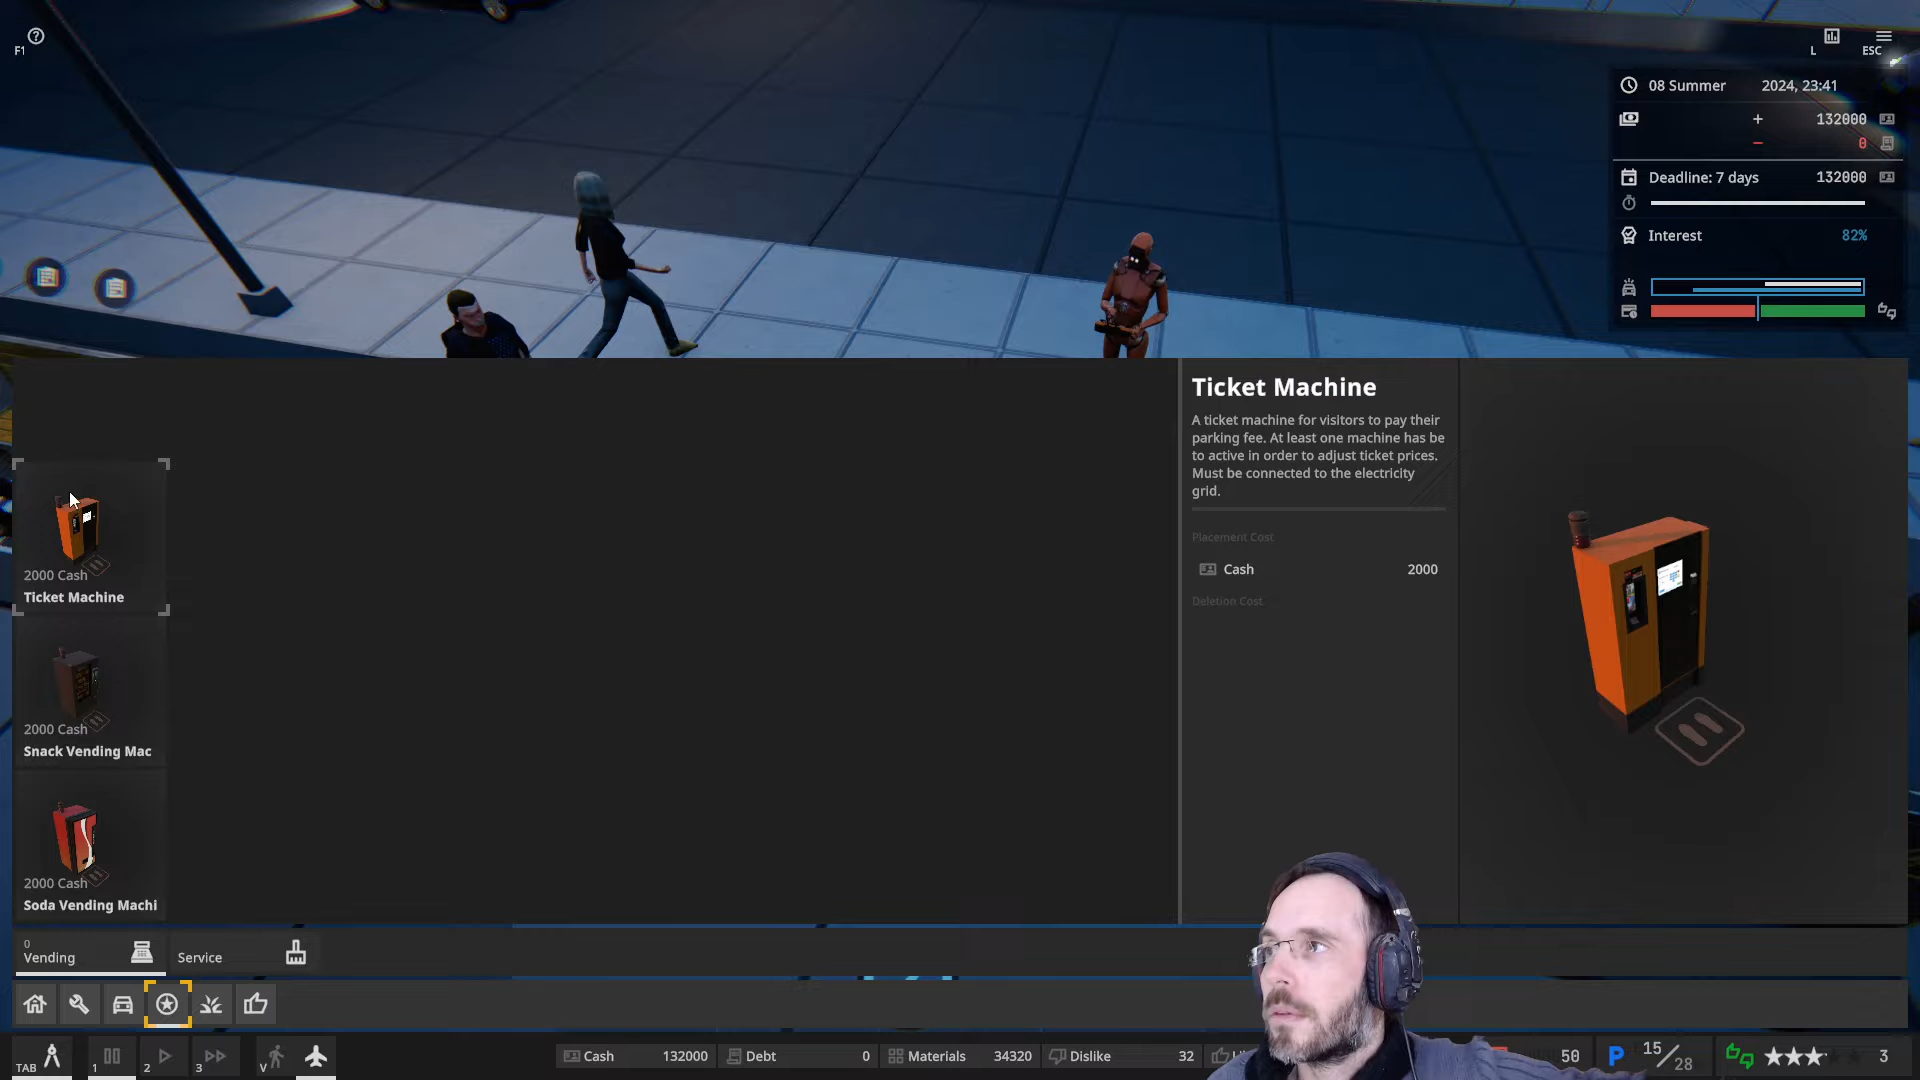 F1
L
ESC
08 Summer 2024, 23:41
+ 132000
− 0
Deadline: 7 days 132000
Interest 82%
Ticket Machine
A ticket machine for visitors to pay their
parking fee. At least one machine has be
to active in order to adjust ticket prices.
Must be connected to the electricity
grid.
Placement Cost
Cash 2000
Deletion Cost
2000 Cash
Ticket Machine
2000 Cash
Snack Vending Mac
2000 Cash
Soda Vending Machi
0
Vending
Service
TAB 1 2 3 V
Cash 132000
Debt 0
Materials 34320
Dislike 32
50
P 15/28
3